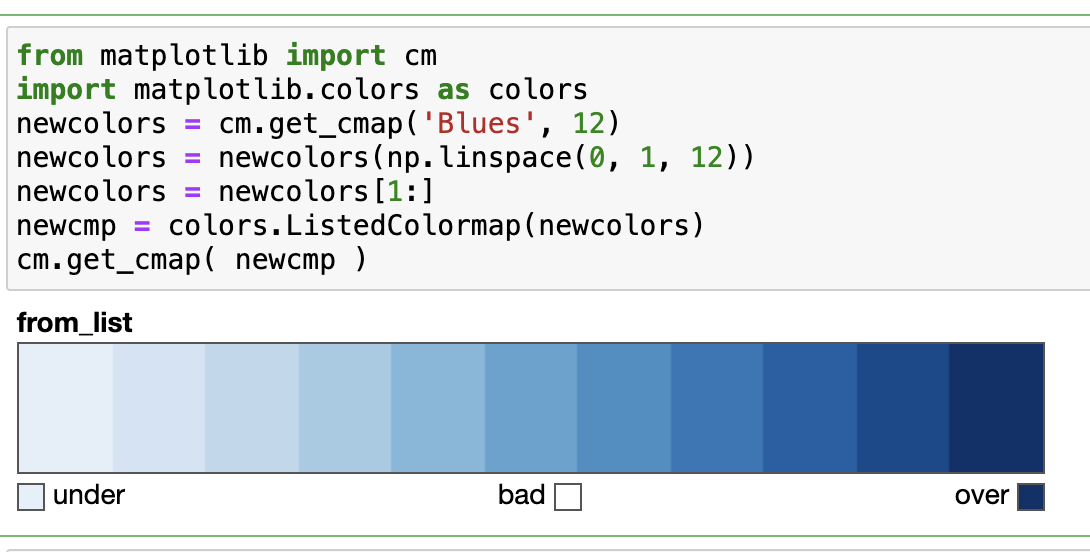 from matplotlib import cm
import matplotlib.colors as colors
newcolors = cm.get_cmap('Blues', 12)
newcolors = newcolors(np.linspace(0, 1, 12))
newcolors = newcolors[1:]
newcmp = colors.ListedColormap(newcolors)
cm.get_cmap( newcmp )
from_list
under bad over